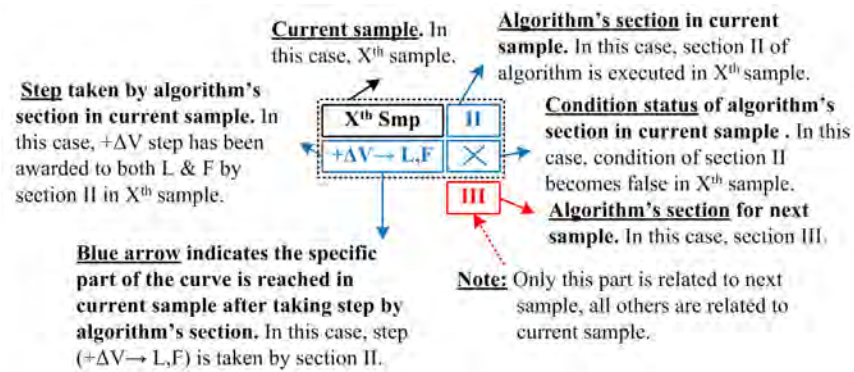 Current sample. In
this case, Xth sample.
Algorithm's section in current
sample. In this case, section II of
algorithm is executed in Xth sample.
Step taken by algorithm's
section in current sample. In
this case, +ΔV step has been
awarded to both L & F by
section II in Xth sample.
Xth Smp
II
+ΔV→ L,F
X
III
Condition status of algorithm's
section in current sample . In this
case, condition of section II
becomes false in Xth sample.
Algorithm's section for next
sample. In this case, section III.
Blue arrow indicates the specific
part of the curve is reached in
current sample after taking step by
algorithm's section. In this case, step
(+ΔV→ L,F) is taken by section II.
Note: Only this part is related to next
sample, all others are related to
current sample.